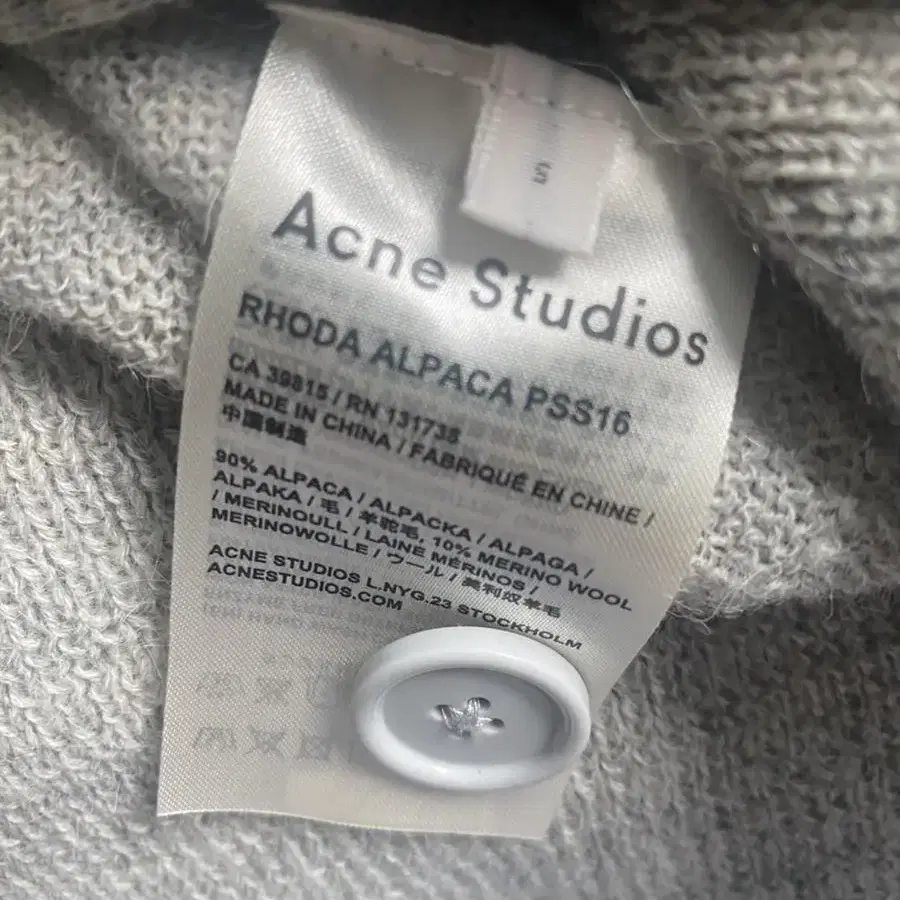 Acne Studios
RHODA ALPACA PSS16
CA 39815 / RN 131738
MADE IN CHINA / FABRIQUÉ EN CHINE /
中国制造
90% ALPACA / ALPACKA / ALPAGA /
ALPAKA / 毛 / 羊驼毛, 10% MERINO WOOL
/ MERINOULL / LAINE MÉRINOS /
MERINOWOLLE / ウール / 美利奴羊毛
ACNE STUDIOS L.NYG.23 STOCKHOLM
ACNESTUDIOS.COM